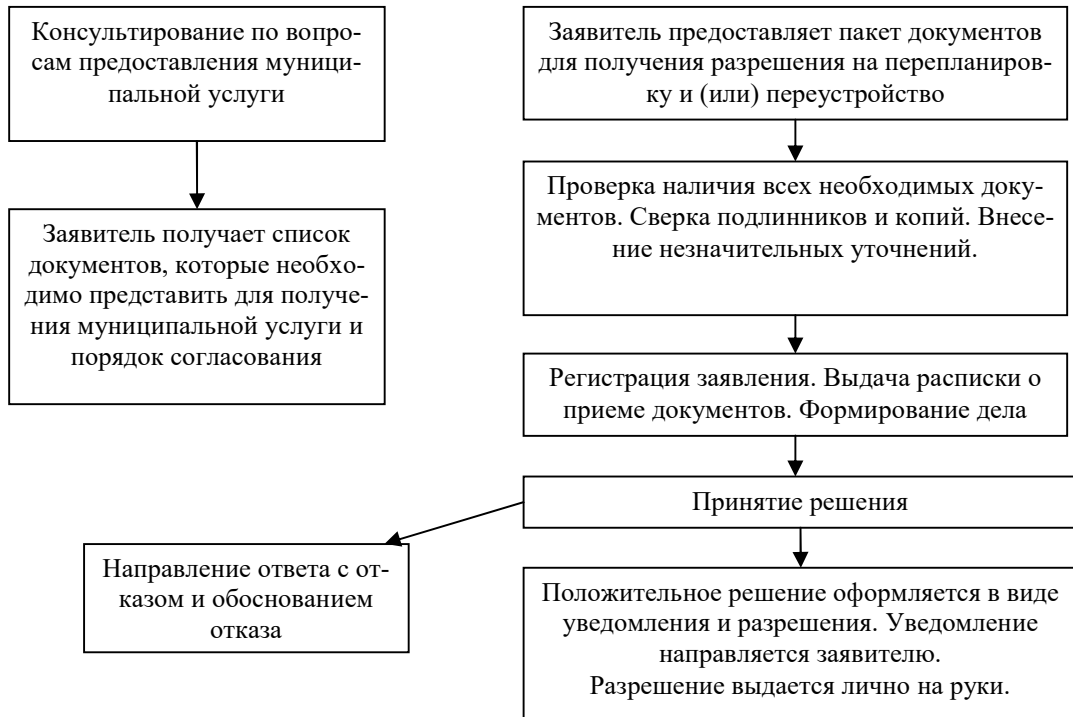 Консультирование по вопро-
сам предоставления муници-
пальной услуги
Заявитель получает список
документов, которые необхо-
димо представить для получе-
ния муниципальной услуги и
порядок согласования
Заявитель предоставляет пакет документов
для получения разрешения на перепланиров-
ку и (или) переустройство
Проверка наличия всех необходимых доку-
ментов. Сверка подлинников и копий. Внесе-
ние незначительных уточнений.
Регистрация заявления. Выдача расписки о
приеме документов. Формирование дела
Принятие решения
Направление ответа с от-
казом и обоснованием
отказа
Положительное решение оформляется в виде
уведомления и разрешения. Уведомление
направляется заявителю.
Разрешение выдается лично на руки.